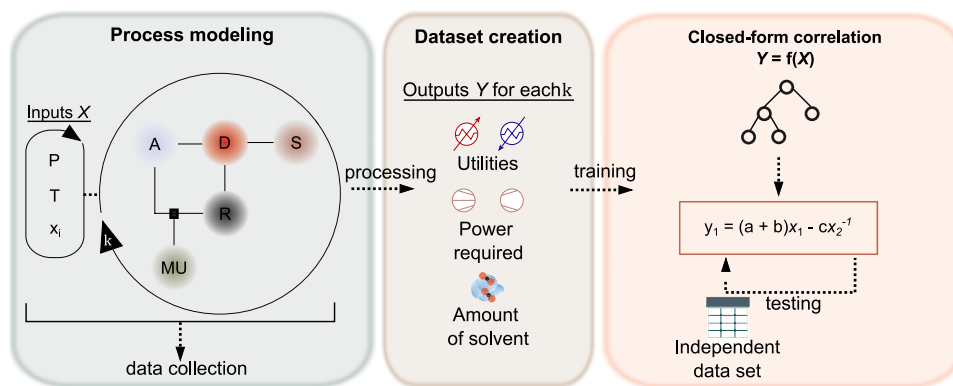 Process modeling
Inputs X
P
T
xi
A
D
S
R
MU
k
data collection
processing
Dataset creation
Outputs Y for each k
Utilities
Power
required
Amount
of solvent
training
Closed-form correlation
Y = f(X)
y₁ = (a + b)x₁ - cx₂⁻¹
testing
Independent
data set